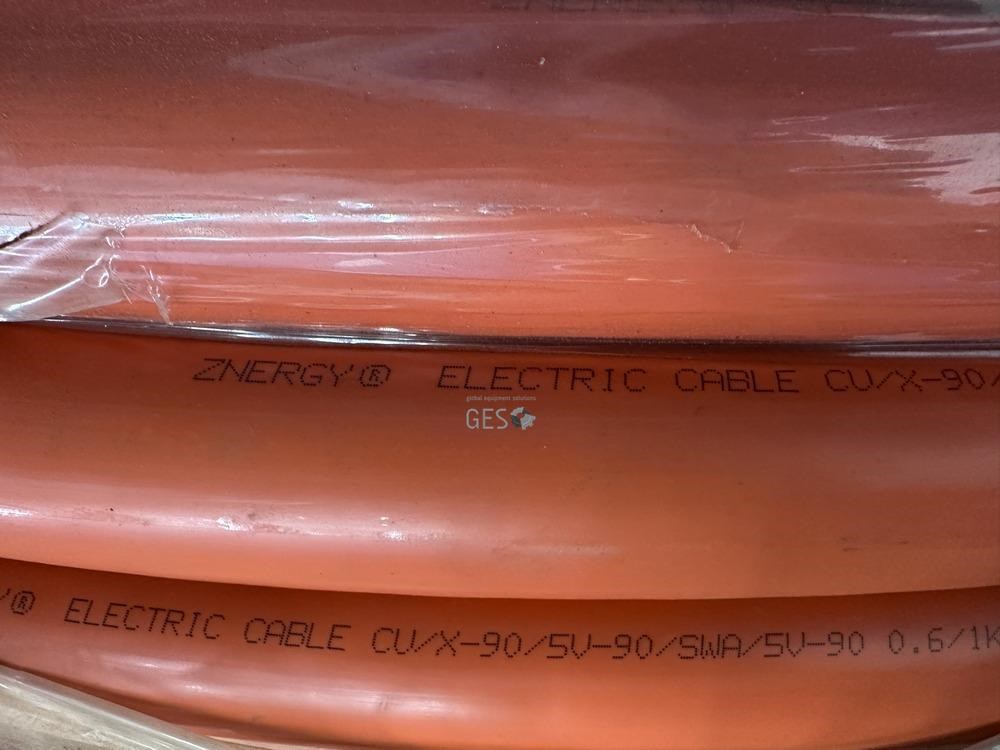 ZNERGY® ELECTRIC CABLE CU/X-90/
global equipment solutions
GES
® ELECTRIC CABLE CU/X-90/5V-90/SWA/5V-90 0.6/1K